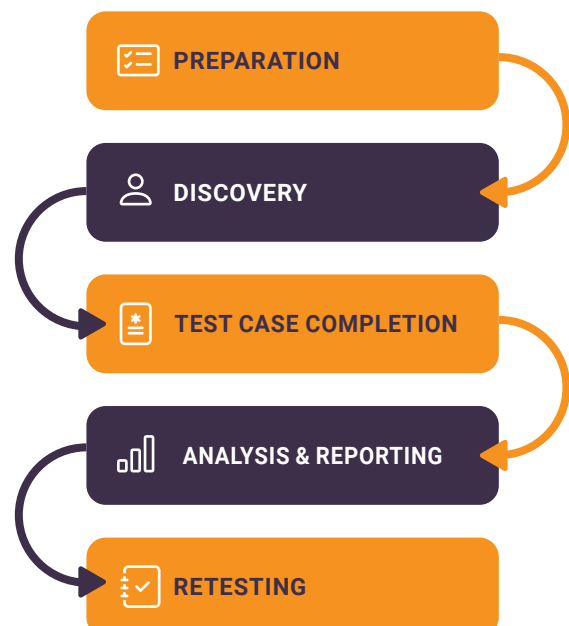 PREPARATION
DISCOVERY
TEST CASE COMPLETION
ANALYSIS & REPORTING
RETESTING